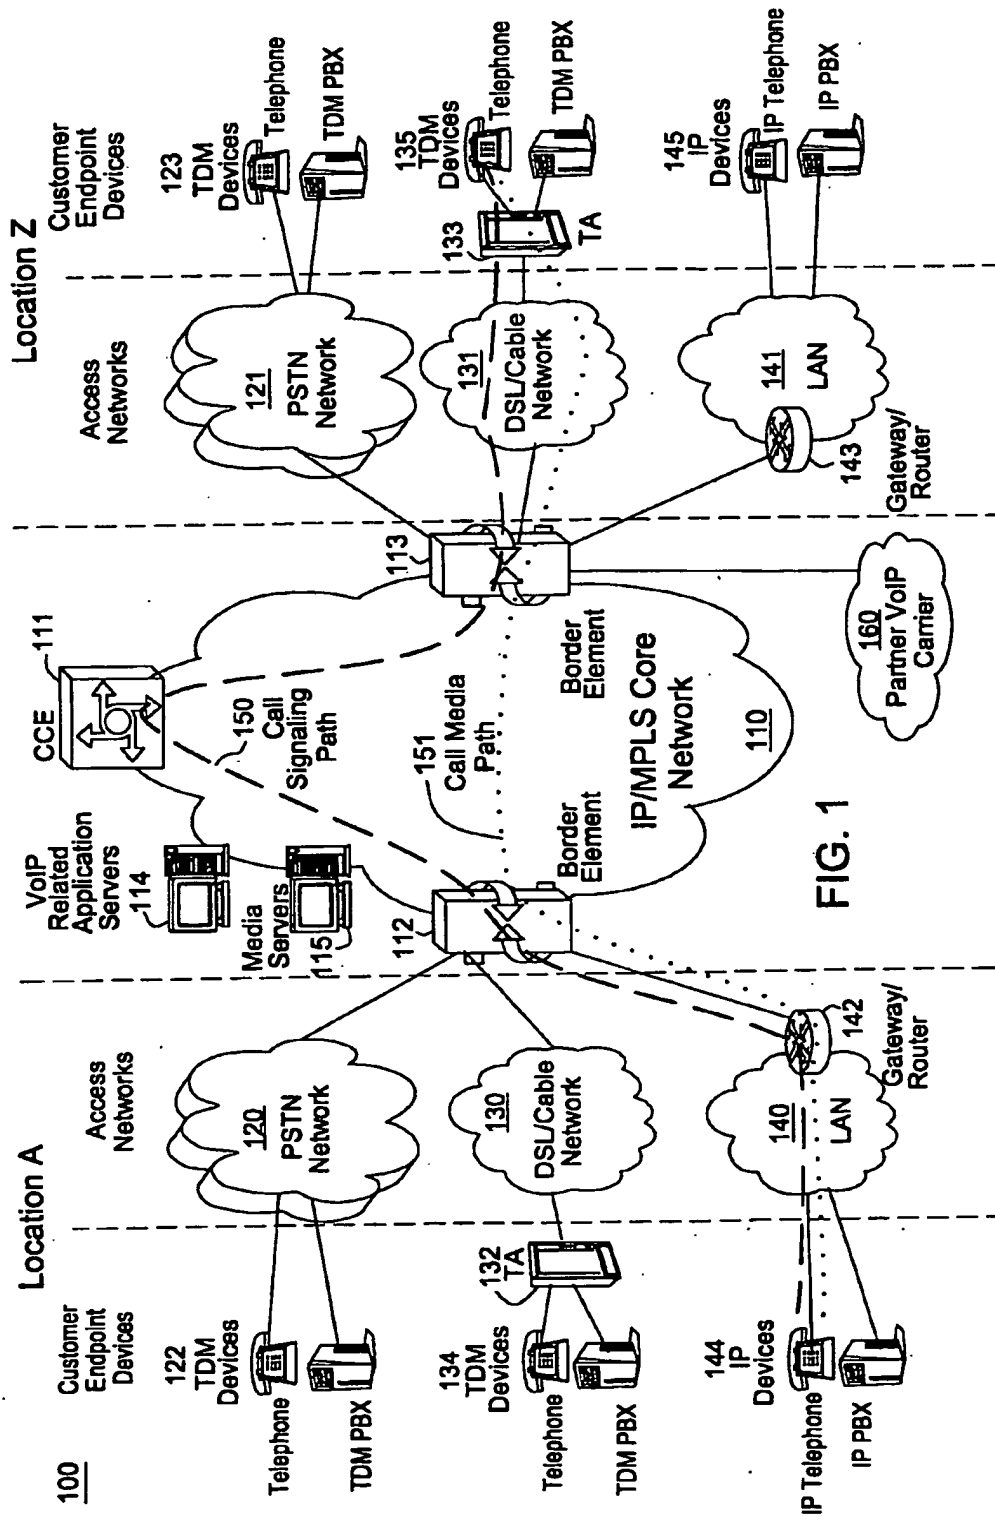 100
Location A
Location Z
Customer
Endpoint
Devices
Access
Networks
VoIP
Related
Application
Servers
114
CCE
111
Access
Networks
Customer
Endpoint
Devices
122
TDM
Devices
Telephone
TDM PBX
120
PSTN
Network
Media
Servers
115
112
150
Call
Signaling
Path
113
121
PSTN
Network
123
TDM
Devices
Telephone
TDM PBX
134
TDM
Devices
Telephone
TDM PBX
132
TA
130
DSL/Cable
Network
151
Call Media
Path
Border
Element
Border
Element
131
DSL/Cable
Network
133
TA
135
TDM
Devices
Telephone
TDM PBX
IP/MPLS Core
Network
110
144
IP
Devices
IP Telephone
IP PBX
140
LAN
142
Gateway/
Router
141
LAN
143
Gateway/
Router
145
IP
Devices
IP Telephone
IP PBX
160
Partner VoIP
Carrier
FIG. 1